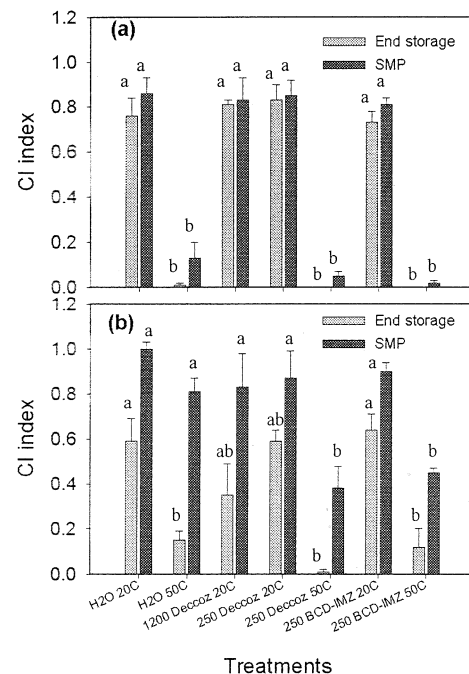 1.2
(a)
End storage
SMP
1.0
a a a a a a a a
0.8
CI index
0.6
0.4
0.2
b b b b b b
0.0
1.2
(b)
End storage
SMP
1.0
a a a a a
0.8
CI index
a ab ab a
0.6
0.4
b b
0.2
b b b
0.0
H2O 20C
H2O 50C
1200 Deccoz 20C
250 Deccoz 20C
250 Deccoz 50C
250 BCD-IMZ 20C
250 BCD-IMZ 50C
Treatments